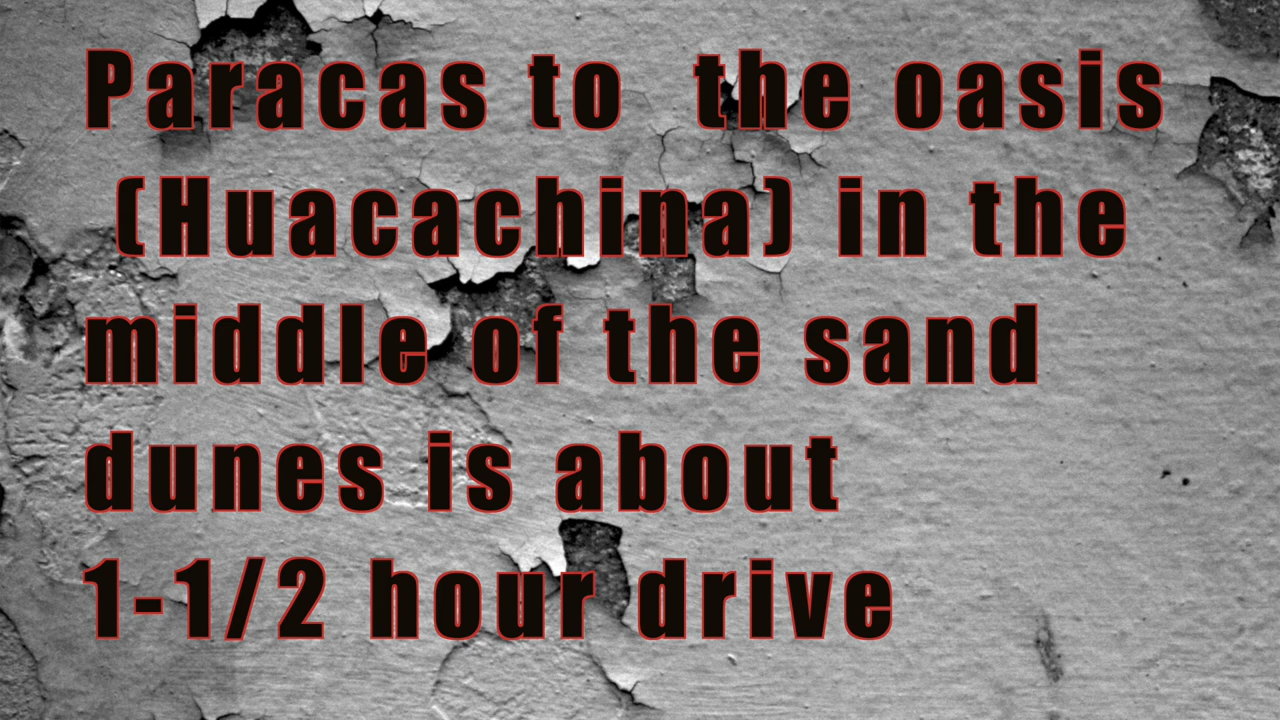 Paracas to the oasis
(Huacachina) in the
middle of the sand
dunes is about
1-1/2 hour drive